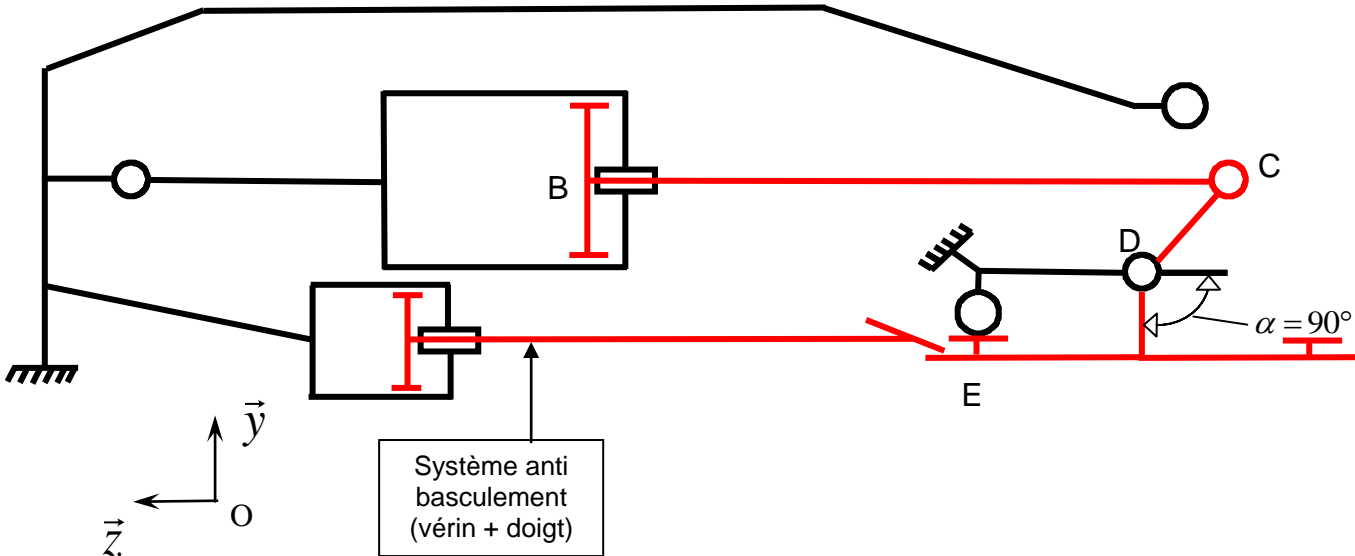 B
C
D
α = 90°
E
Système anti
basculement
(vérin + doigt)
y⃗
O
z⃗